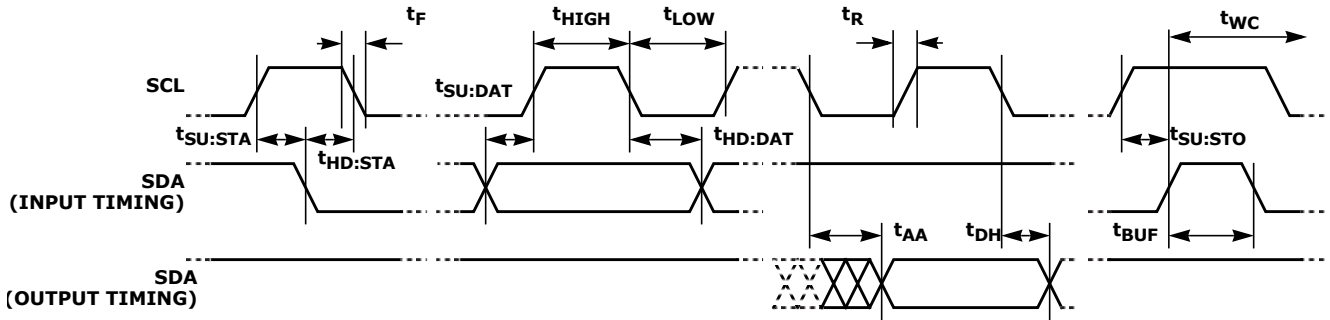 tF
tHIGH
tLOW
tR
tWC
SCL
tSU:DAT
tSU:STA
tHD:STA
tHD:DAT
tSU:STO
SDA
(INPUT TIMING)
tAA
tDH
tBUF
SDA
(OUTPUT TIMING)